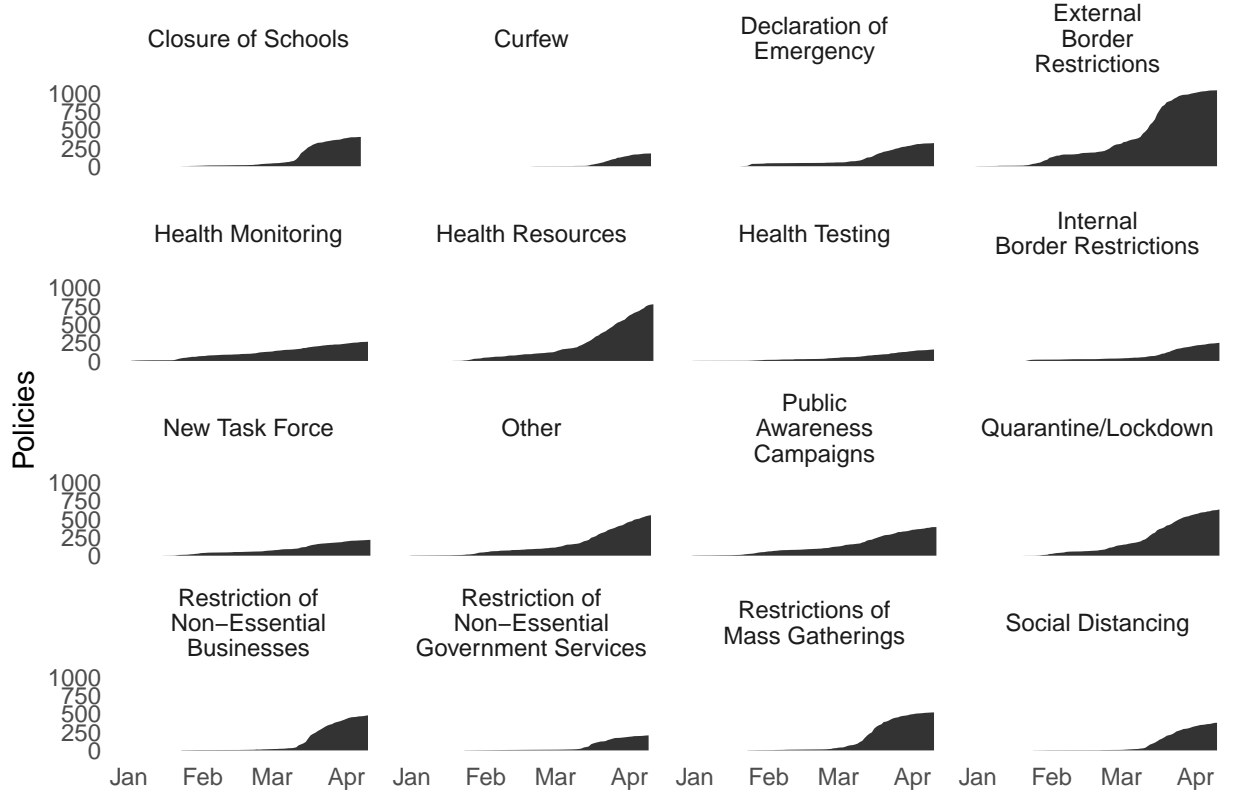 Closure of Schools
Curfew
Declaration of
Emergency
External
Border
Restrictions
1000
750
500
250
0
Health Monitoring
Health Resources
Health Testing
Internal
Border Restrictions
1000
750
500
250
0
Policies
New Task Force
Other
Public
Awareness
Campaigns
Quarantine/Lockdown
1000
750
500
250
0
Restriction of
Non−Essential
Businesses
Restriction of
Non−Essential
Government Services
Restrictions of
Mass Gatherings
Social Distancing
1000
750
500
250
0
Jan Feb Mar Apr Jan Feb Mar Apr Jan Feb Mar Apr Jan Feb Mar Apr